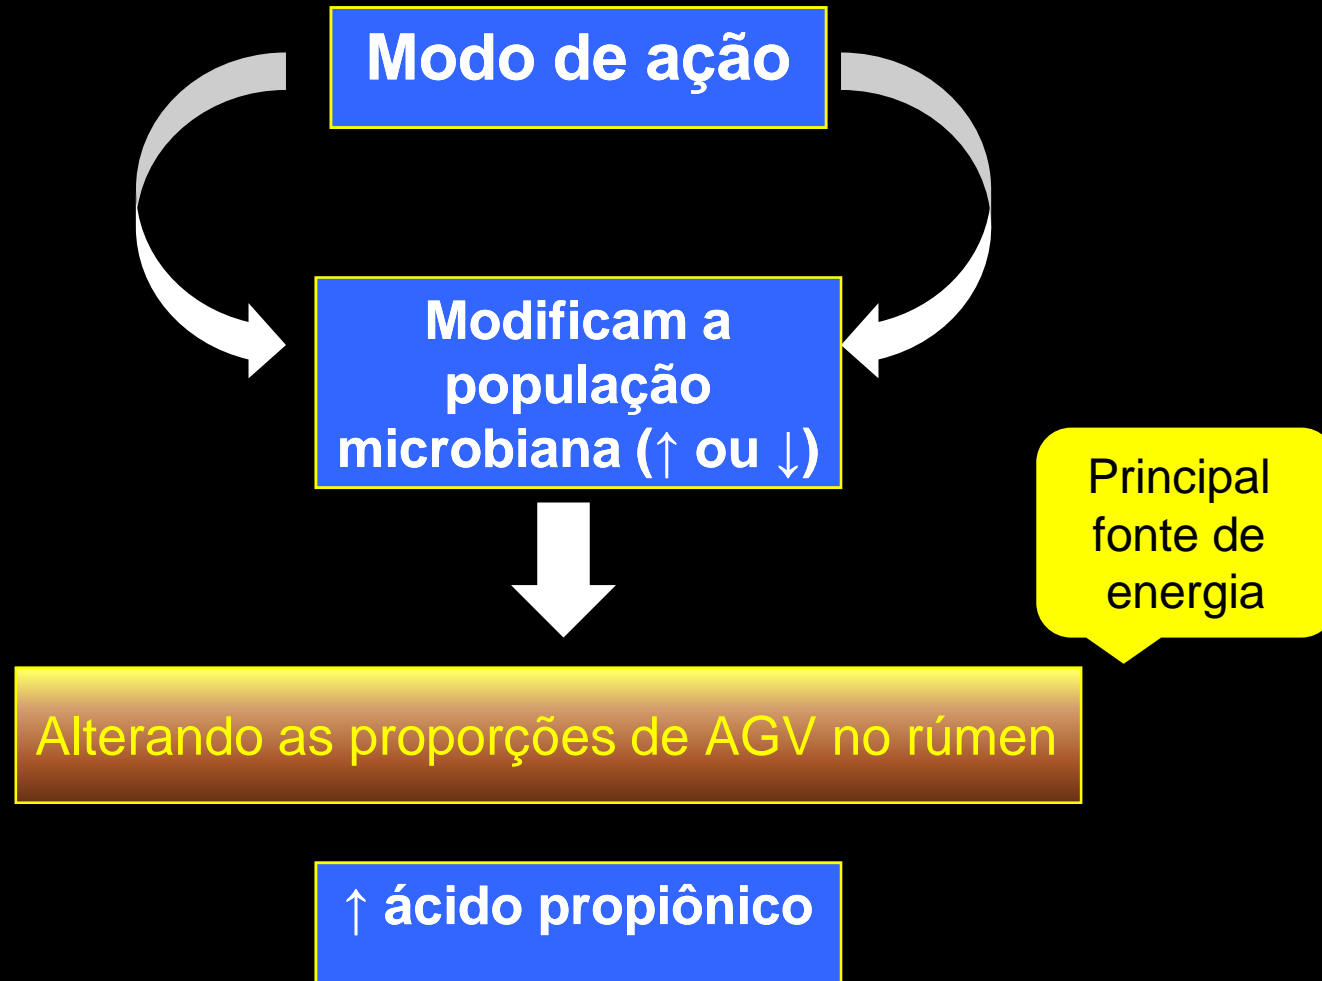 Modo de ação
Modificam a
população
microbiana (↑ ou ↓)
Principal
fonte de
energia
Alterando as proporções de AGV no rúmen
↑ ácido propiônico